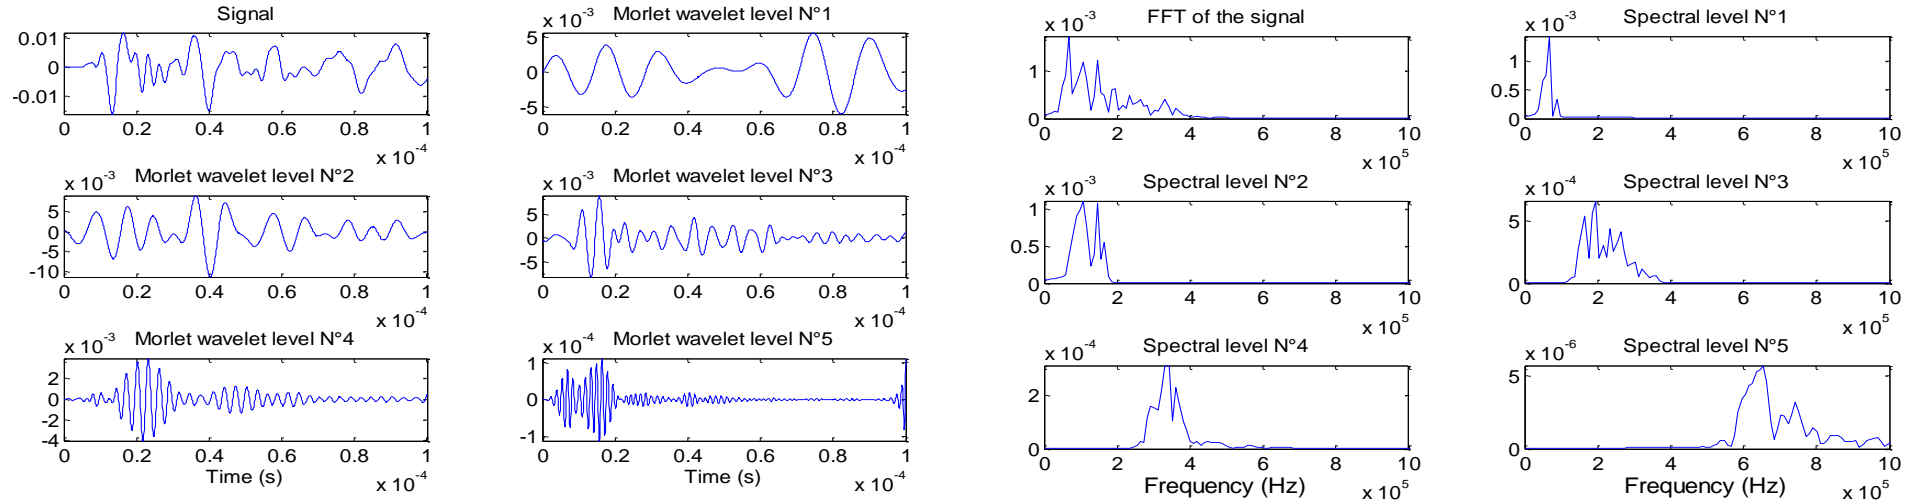 Signal
0.01
0
-0.01
0 0.2 0.4 0.6 0.8 1
x 10-4
x 10-3 Morlet wavelet level N°1
5
0
-5
0 0.2 0.4 0.6 0.8 1
x 10-4
x 10-3 Morlet wavelet level N°2
5
0
-5
-10
0 0.2 0.4 0.6 0.8 1
x 10-4
x 10-3 Morlet wavelet level N°3
5
0
-5
0 0.2 0.4 0.6 0.8 1
x 10-4
x 10-3 Morlet wavelet level N°4
2
0
-2
-4
0 0.2 0.4 0.6 0.8 1
Time (s)
x 10-4
x 10-4 Morlet wavelet level N°5
1
0
-1
0 0.2 0.4 0.6 0.8 1
Time (s)
x 10-4
x 10-3 FFT of the signal
1
0
0 2 4 6 8 10
x 105
x 10-3 Spectral level N°1
1
0.5
0
0 2 4 6 8 10
x 105
x 10-3 Spectral level N°2
1
0.5
0
0 2 4 6 8 10
x 105
x 10-4 Spectral level N°3
5
0
0 2 4 6 8 10
x 105
x 10-4 Spectral level N°4
2
0
0 2 4 6 8 10
Frequency (Hz)
x 105
x 10-6 Spectral level N°5
5
0
0 2 4 6 8 10
Frequency (Hz)
x 105